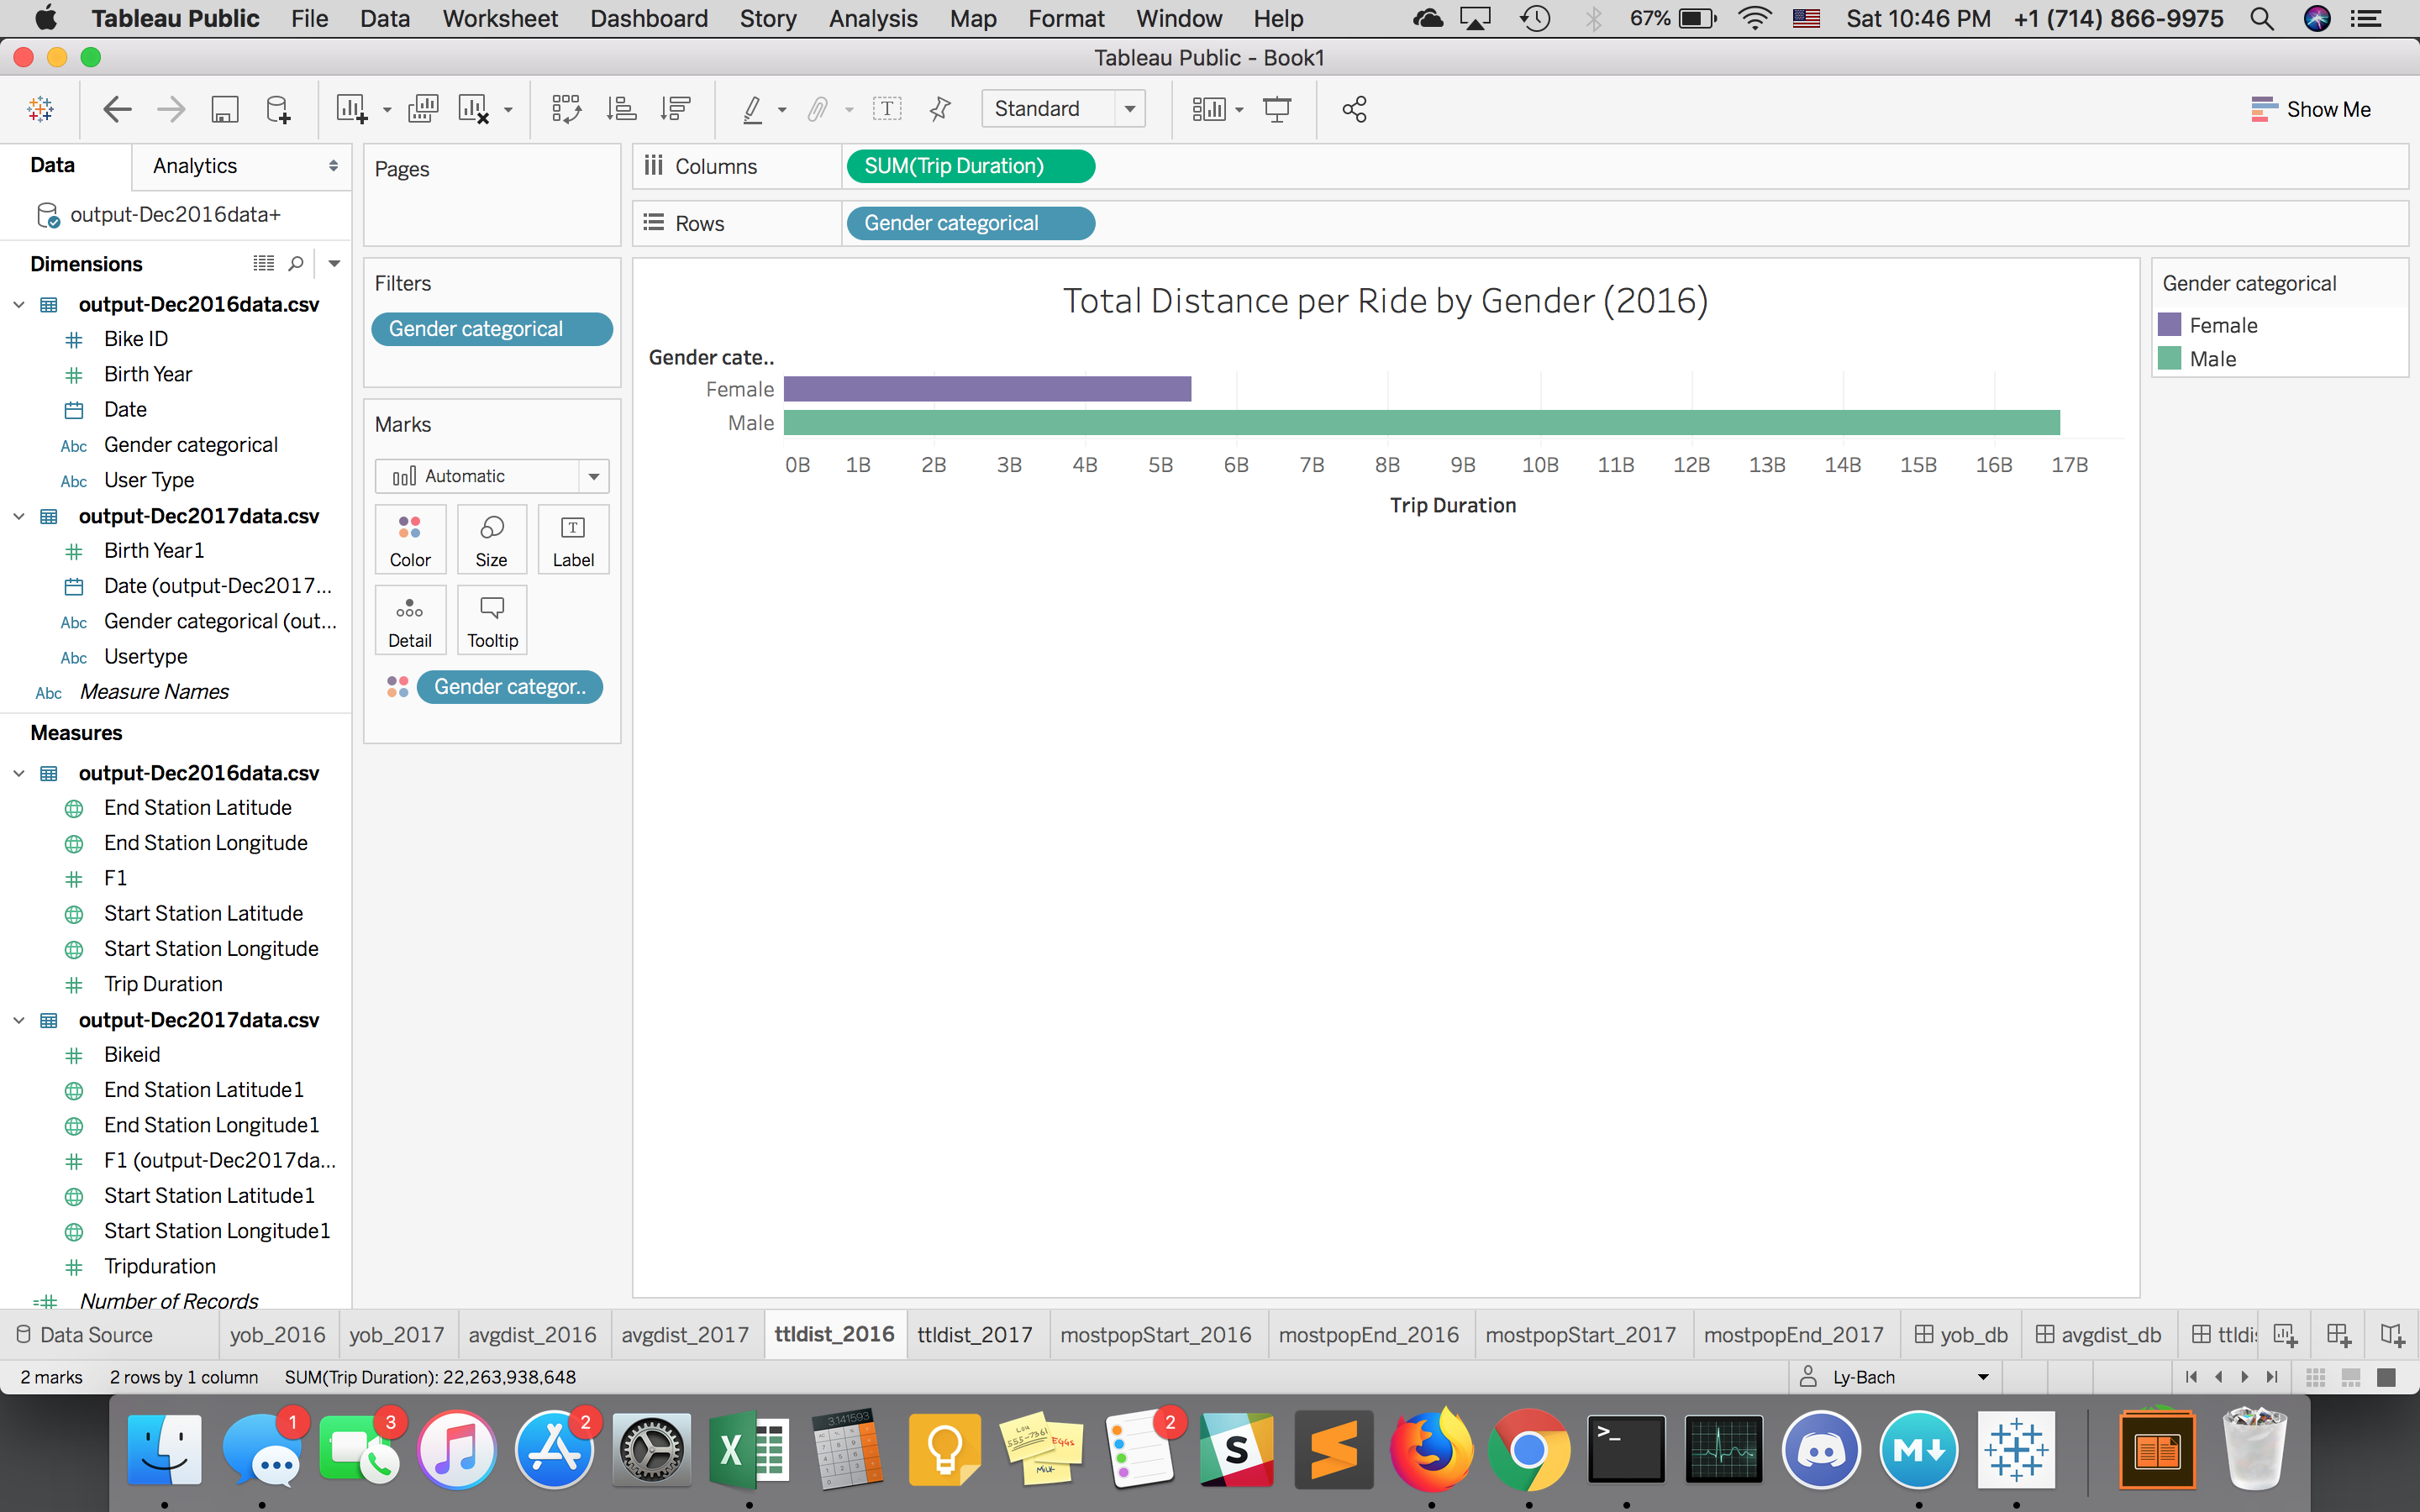 Tableau Public File Data Worksheet Dashboard Story Analysis Map Format Window Help 67% Sat 10:46 PM +1 (714) 866-9975
Tableau Public - Book1
Standard
Show Me
Data Analytics
output-Dec2016data+
Dimensions
output-Dec2016data.csv
Bike ID
Birth Year
Date
Abc Gender categorical
Abc User Type
output-Dec2017data.csv
Birth Year1
Date (output-Dec2017...
Abc Gender categorical (out...
Abc Usertype
Abc Measure Names
Measures
output-Dec2016data.csv
End Station Latitude
End Station Longitude
F1
Start Station Latitude
Start Station Longitude
Trip Duration
output-Dec2017data.csv
Bikeid
End Station Latitude1
End Station Longitude1
F1 (output-Dec2017da...
Start Station Latitude1
Start Station Longitude1
Tripduration
Number of Records
Pages
Filters
Gender categorical
Marks
Automatic
Color Size Label
Detail Tooltip
Gender categor..
Columns SUM(Trip Duration)
Rows Gender categorical
Total Distance per Ride by Gender (2016)
Gender cate..
Female
Male
0B 1B 2B 3B 4B 5B 6B 7B 8B 9B 10B 11B 12B 13B 14B 15B 16B 17B
Trip Duration
Gender categorical
Female
Male
Data Source yob_2016 yob_2017 avgdist_2016 avgdist_2017 ttldist_2016 ttldist_2017 mostpopStart_2016 mostpopEnd_2016 mostpopStart_2017 mostpopEnd_2017 yob_db avgdist_db ttldi
2 marks 2 rows by 1 column SUM(Trip Duration): 22,263,938,648 Ly-Bach
1 3 2 3.141593 555-7361 EGGS MILK 2